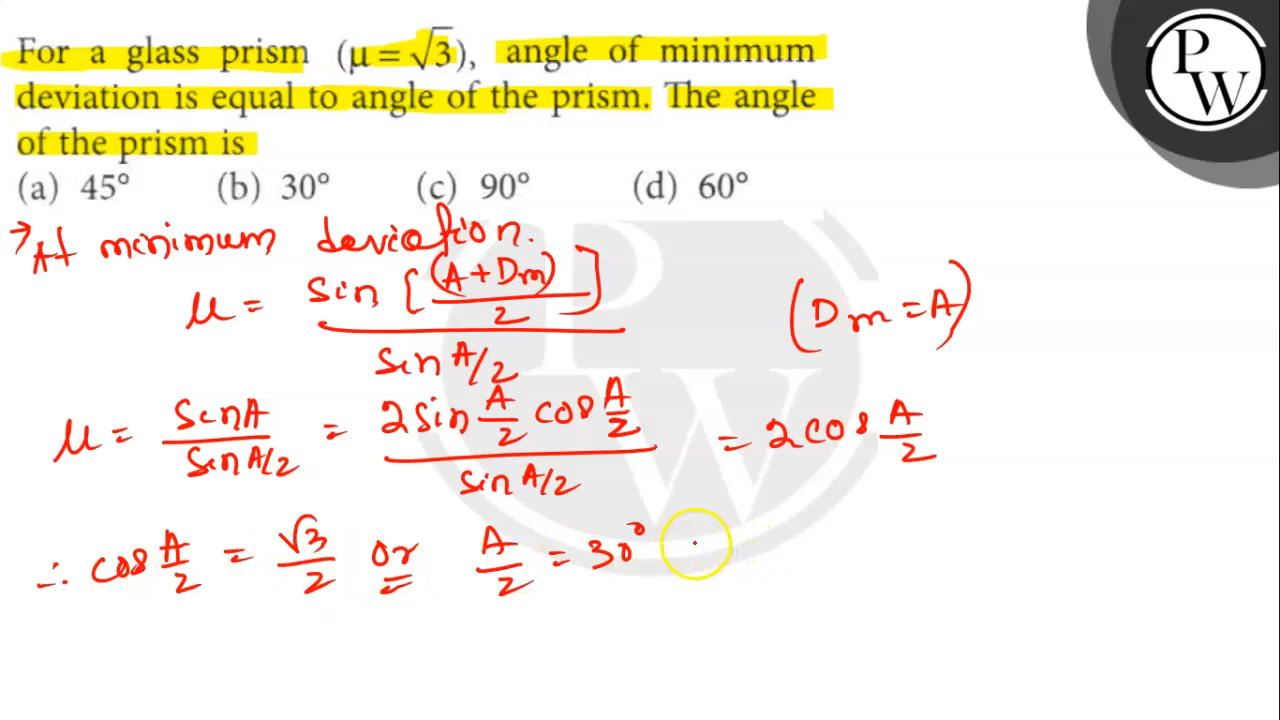 For a glass prism (μ = √3), angle of minimum
deviation is equal to angle of the prism. The angle
of the prism is
(a) 45° (b) 30° (c) 90° (d) 60°
→ At minimum deviation.
μ = sin [(A + Dm)/2] / sin A/2 (Dm = A)
μ = sin A / sin A/2 = 2 sin A/2 cos A/2 / sin A/2 = 2 cos A/2
∴ cos A/2 = √3/2 or A/2 = 30°
P
W
P
W